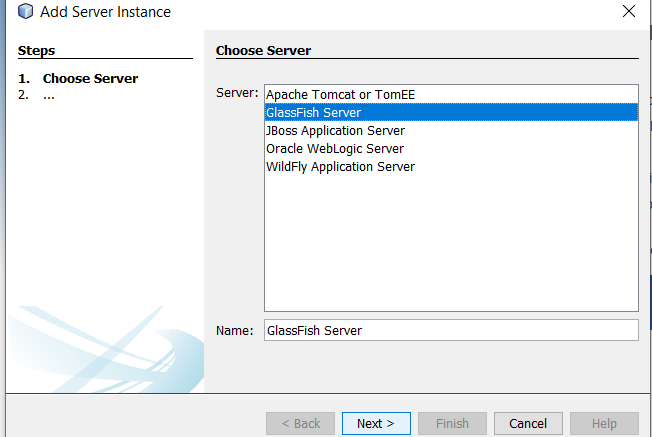 Add Server Instance
Steps
1. Choose Server
2. ...
Choose Server
Server:
Apache Tomcat or TomEE
GlassFish Server
JBoss Application Server
Oracle WebLogic Server
WildFly Application Server
Name: GlassFish Server
< Back Next > Finish Cancel Help